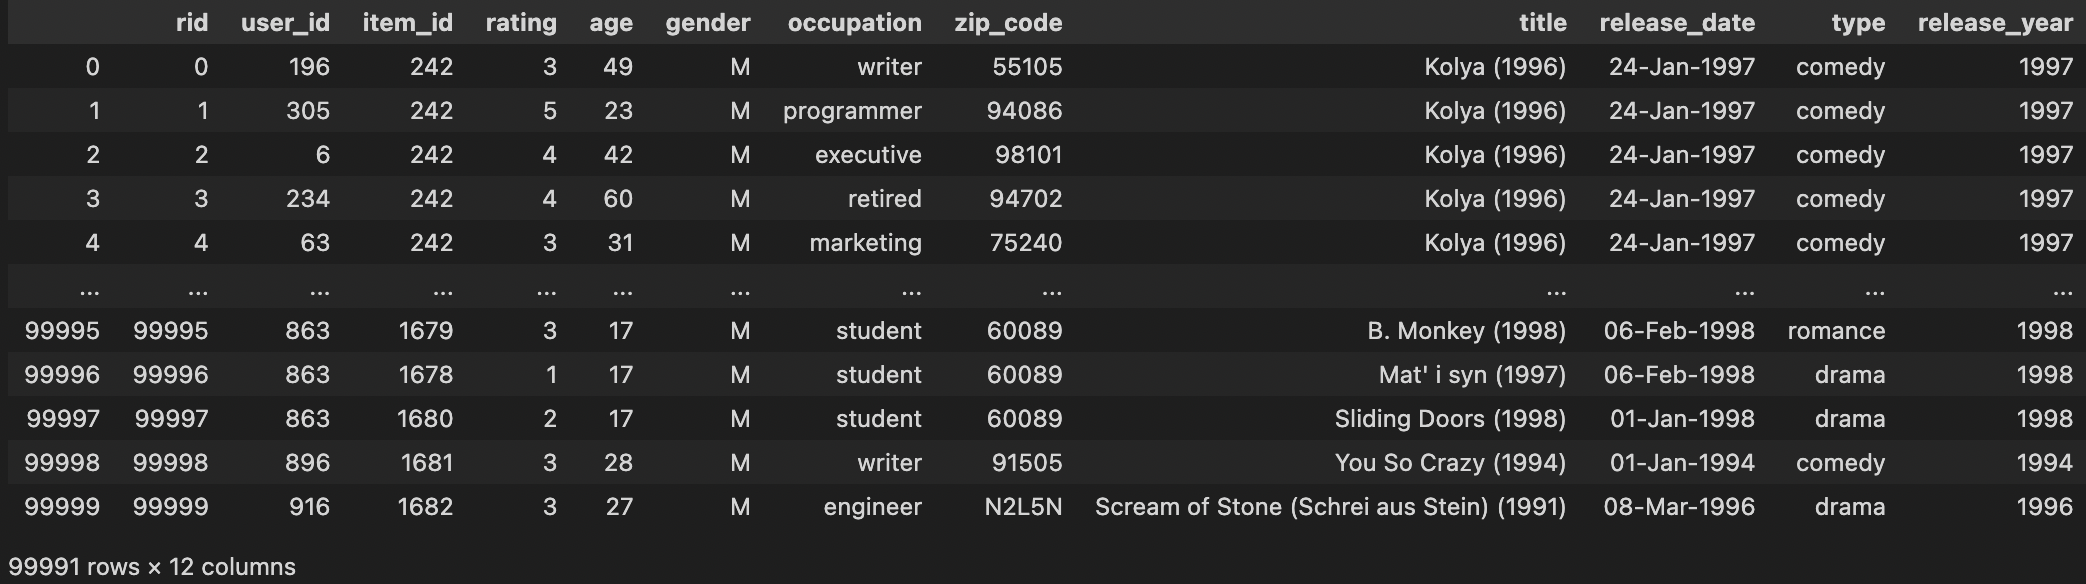 rid user_id item_id rating age gender occupation zip_code title release_date type release_year
0 0 196 242 3 49 M writer 55105 Kolya (1996) 24-Jan-1997 comedy 1997
1 1 305 242 5 23 M programmer 94086 Kolya (1996) 24-Jan-1997 comedy 1997
2 2 6 242 4 42 M executive 98101 Kolya (1996) 24-Jan-1997 comedy 1997
3 3 234 242 4 60 M retired 94702 Kolya (1996) 24-Jan-1997 comedy 1997
4 4 63 242 3 31 M marketing 75240 Kolya (1996) 24-Jan-1997 comedy 1997
... ... ... ... ... ... ... ... ... ... ... ... ...
99995 99995 863 1679 3 17 M student 60089 B. Monkey (1998) 06-Feb-1998 romance 1998
99996 99996 863 1678 1 17 M student 60089 Mat' i syn (1997) 06-Feb-1998 drama 1998
99997 99997 863 1680 2 17 M student 60089 Sliding Doors (1998) 01-Jan-1998 drama 1998
99998 99998 896 1681 3 28 M writer 91505 You So Crazy (1994) 01-Jan-1994 comedy 1994
99999 99999 916 1682 3 27 M engineer N2L5N Scream of Stone (Schrei aus Stein) (1991) 08-Mar-1996 drama 1996
99991 rows × 12 columns